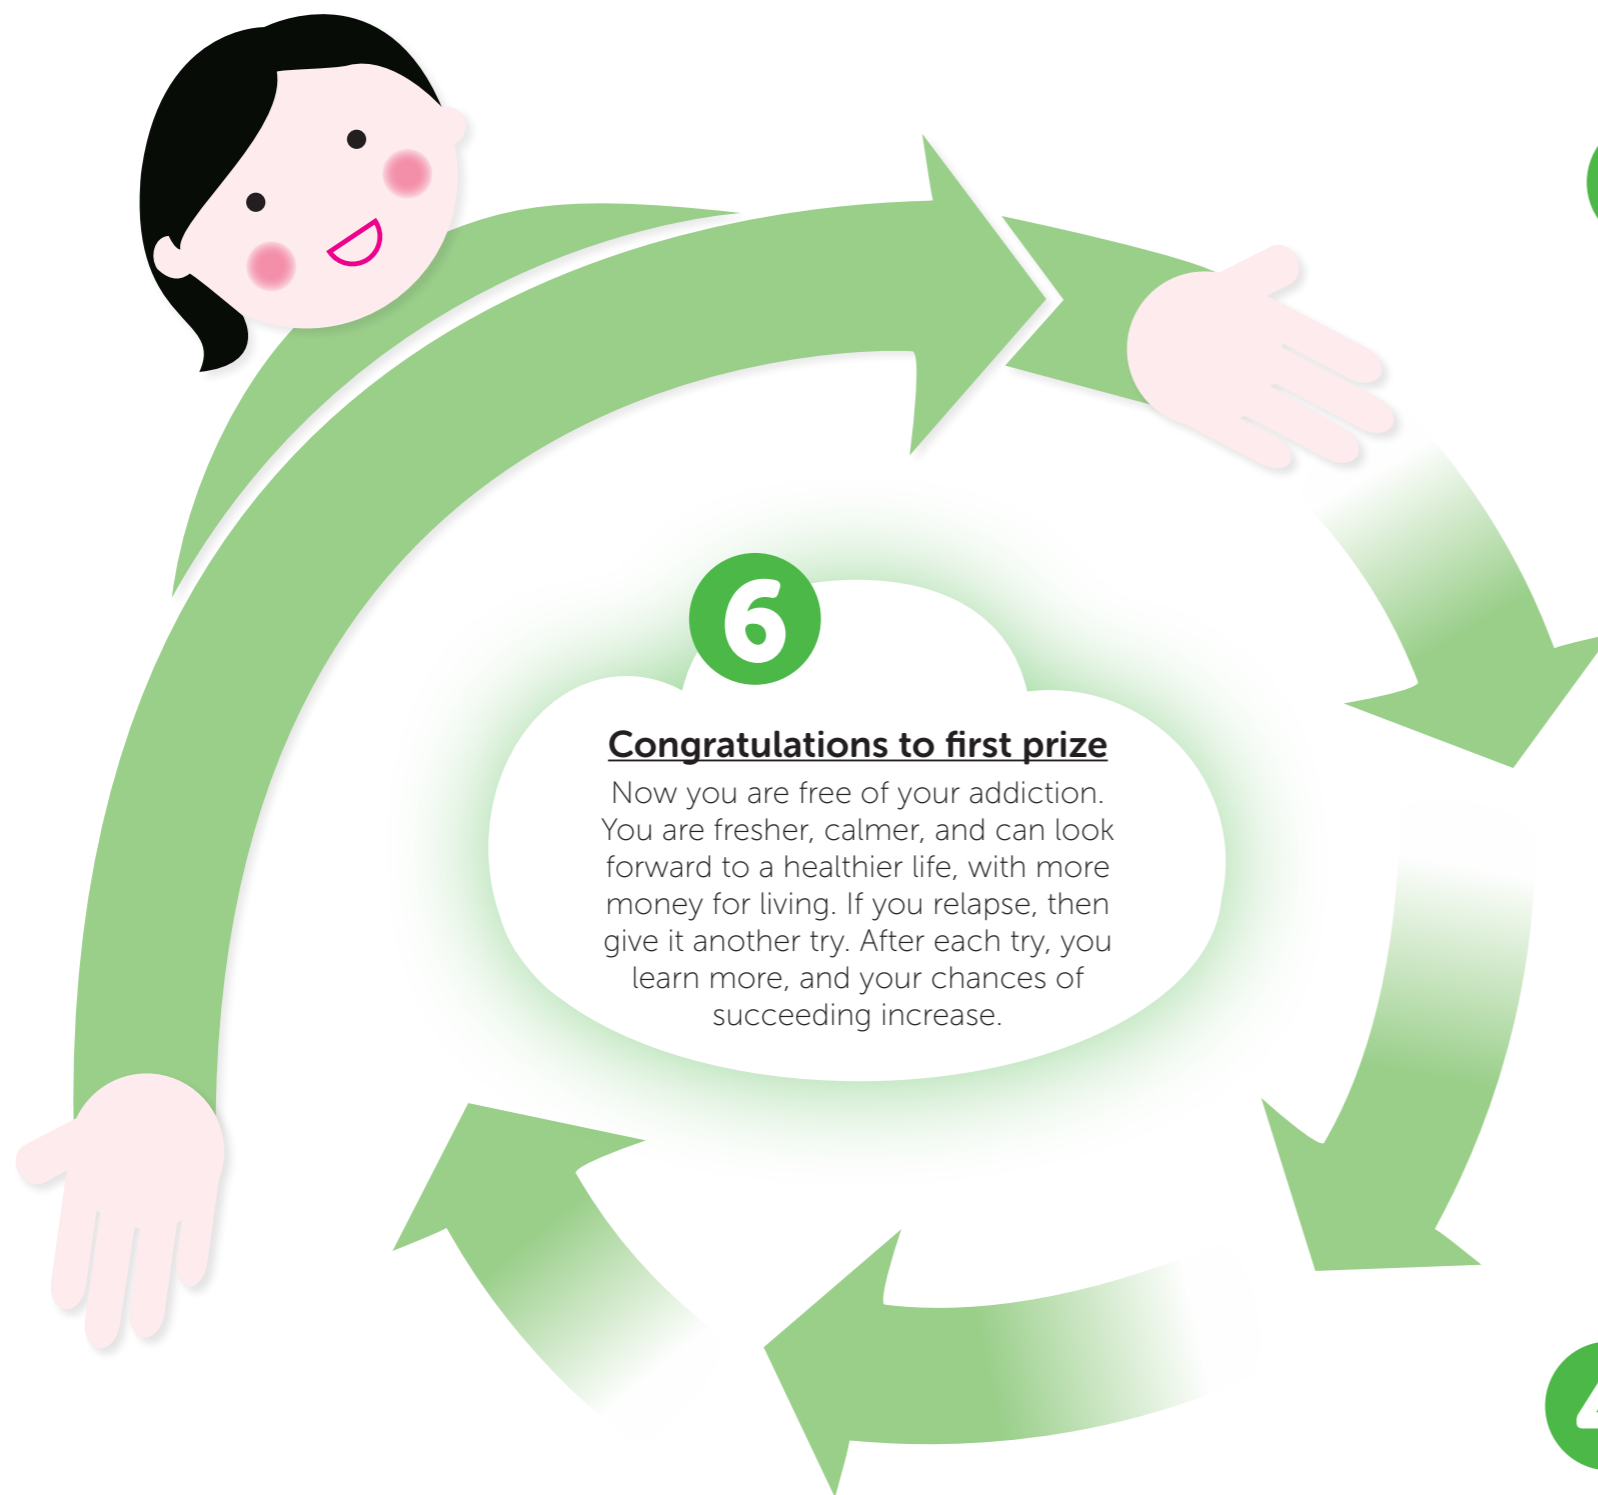 6
Congratulations to first prize
Now you are free of your addiction.
You are fresher, calmer, and can look
forward to a healthier life, with more
money for living. If you relapse, then
give it another try. After each try, you
learn more, and your chances of
succeeding increase.